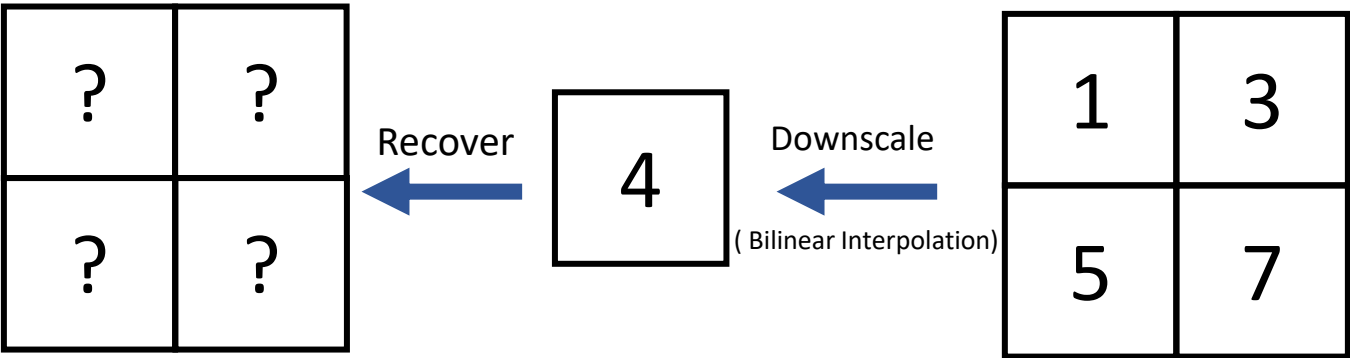 ? ? Recover 4 Downscale 1 3
? ? ( Bilinear Interpolation) 5 7